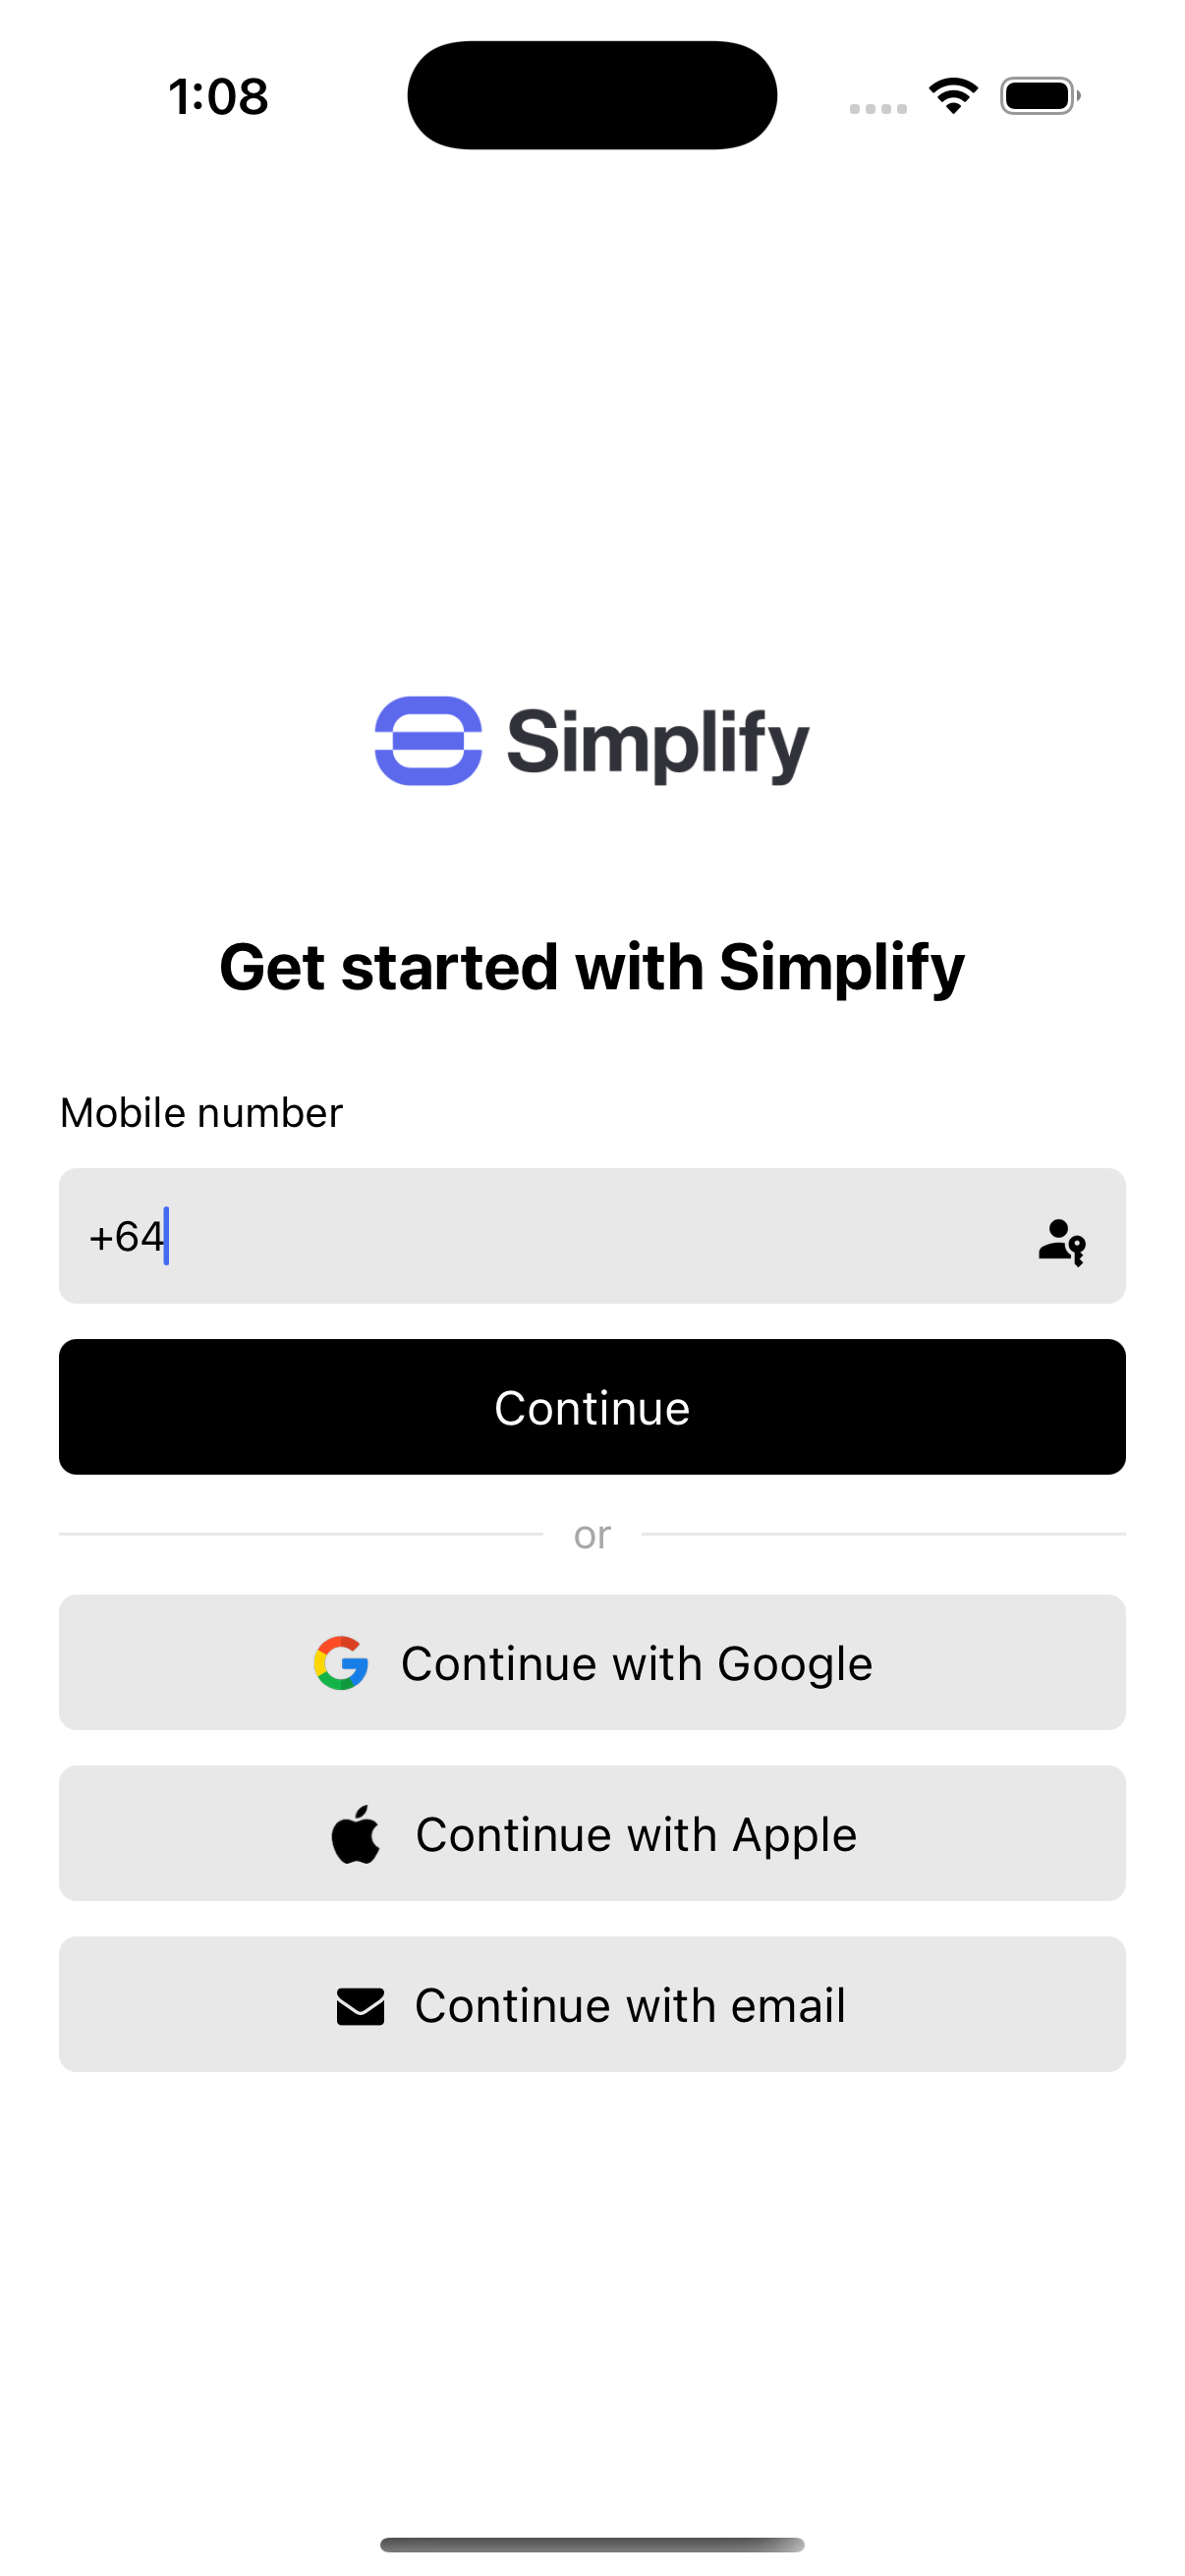 1:08
Simplify
Get started with Simplify
Mobile number
+64
Continue
or
Continue with Google
Continue with Apple
Continue with email